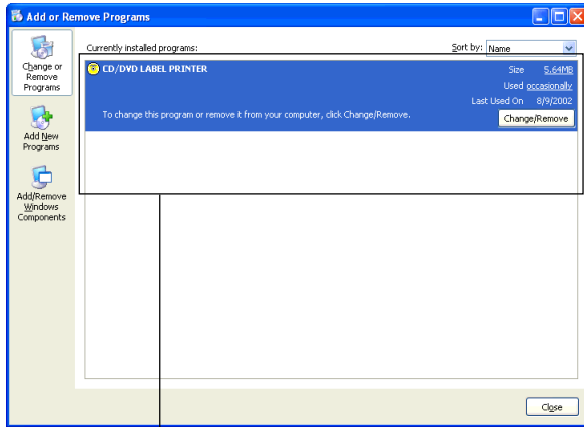 Add or Remove Programs
Change or
Remove
Programs
Add New
Programs
Add/Remove
Windows
Components
Currently installed programs:
Sort by: Name
CD/DVD LABEL PRINTER
Size 5.64MB
Used occasionally
Last Used On 8/9/2002
To change this program or remove it from your computer, click Change/Remove.
Change/Remove
Close